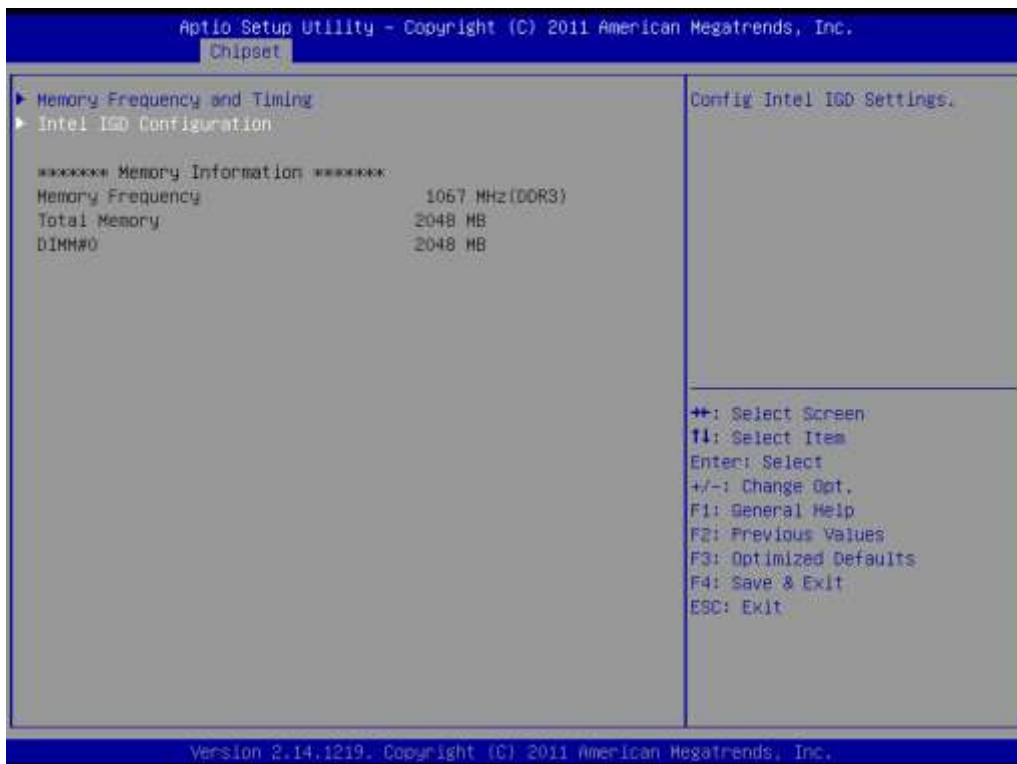 Aptio Setup Utility - Copyright (C) 2011 American Megatrends, Inc.
Chipset
Memory Frequency and Timing
Intel IGD Configuration
******* Memory Information *******
Memory Frequency 1067 MHz(DDR3)
Total Memory 2048 MB
DIMM#0 2048 MB
Config Intel IGD Settings.
→←: Select Screen
↑↓: Select Item
Enter: Select
+/-: Change Opt.
F1: General Help
F2: Previous Values
F3: Optimized Defaults
F4: Save & Exit
ESC: Exit
Version 2.14.1219. Copyright (C) 2011 American Megatrends, Inc.